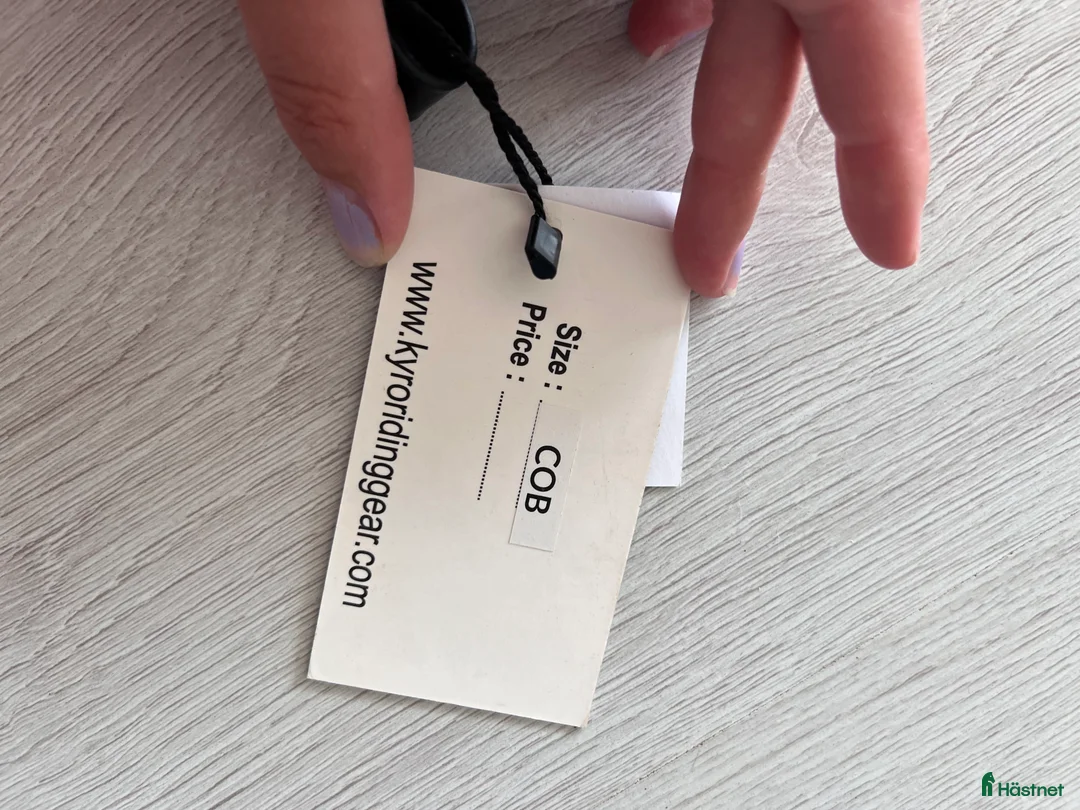 Size : COB
Price :
www.kyroridinggear.com
Hästnet